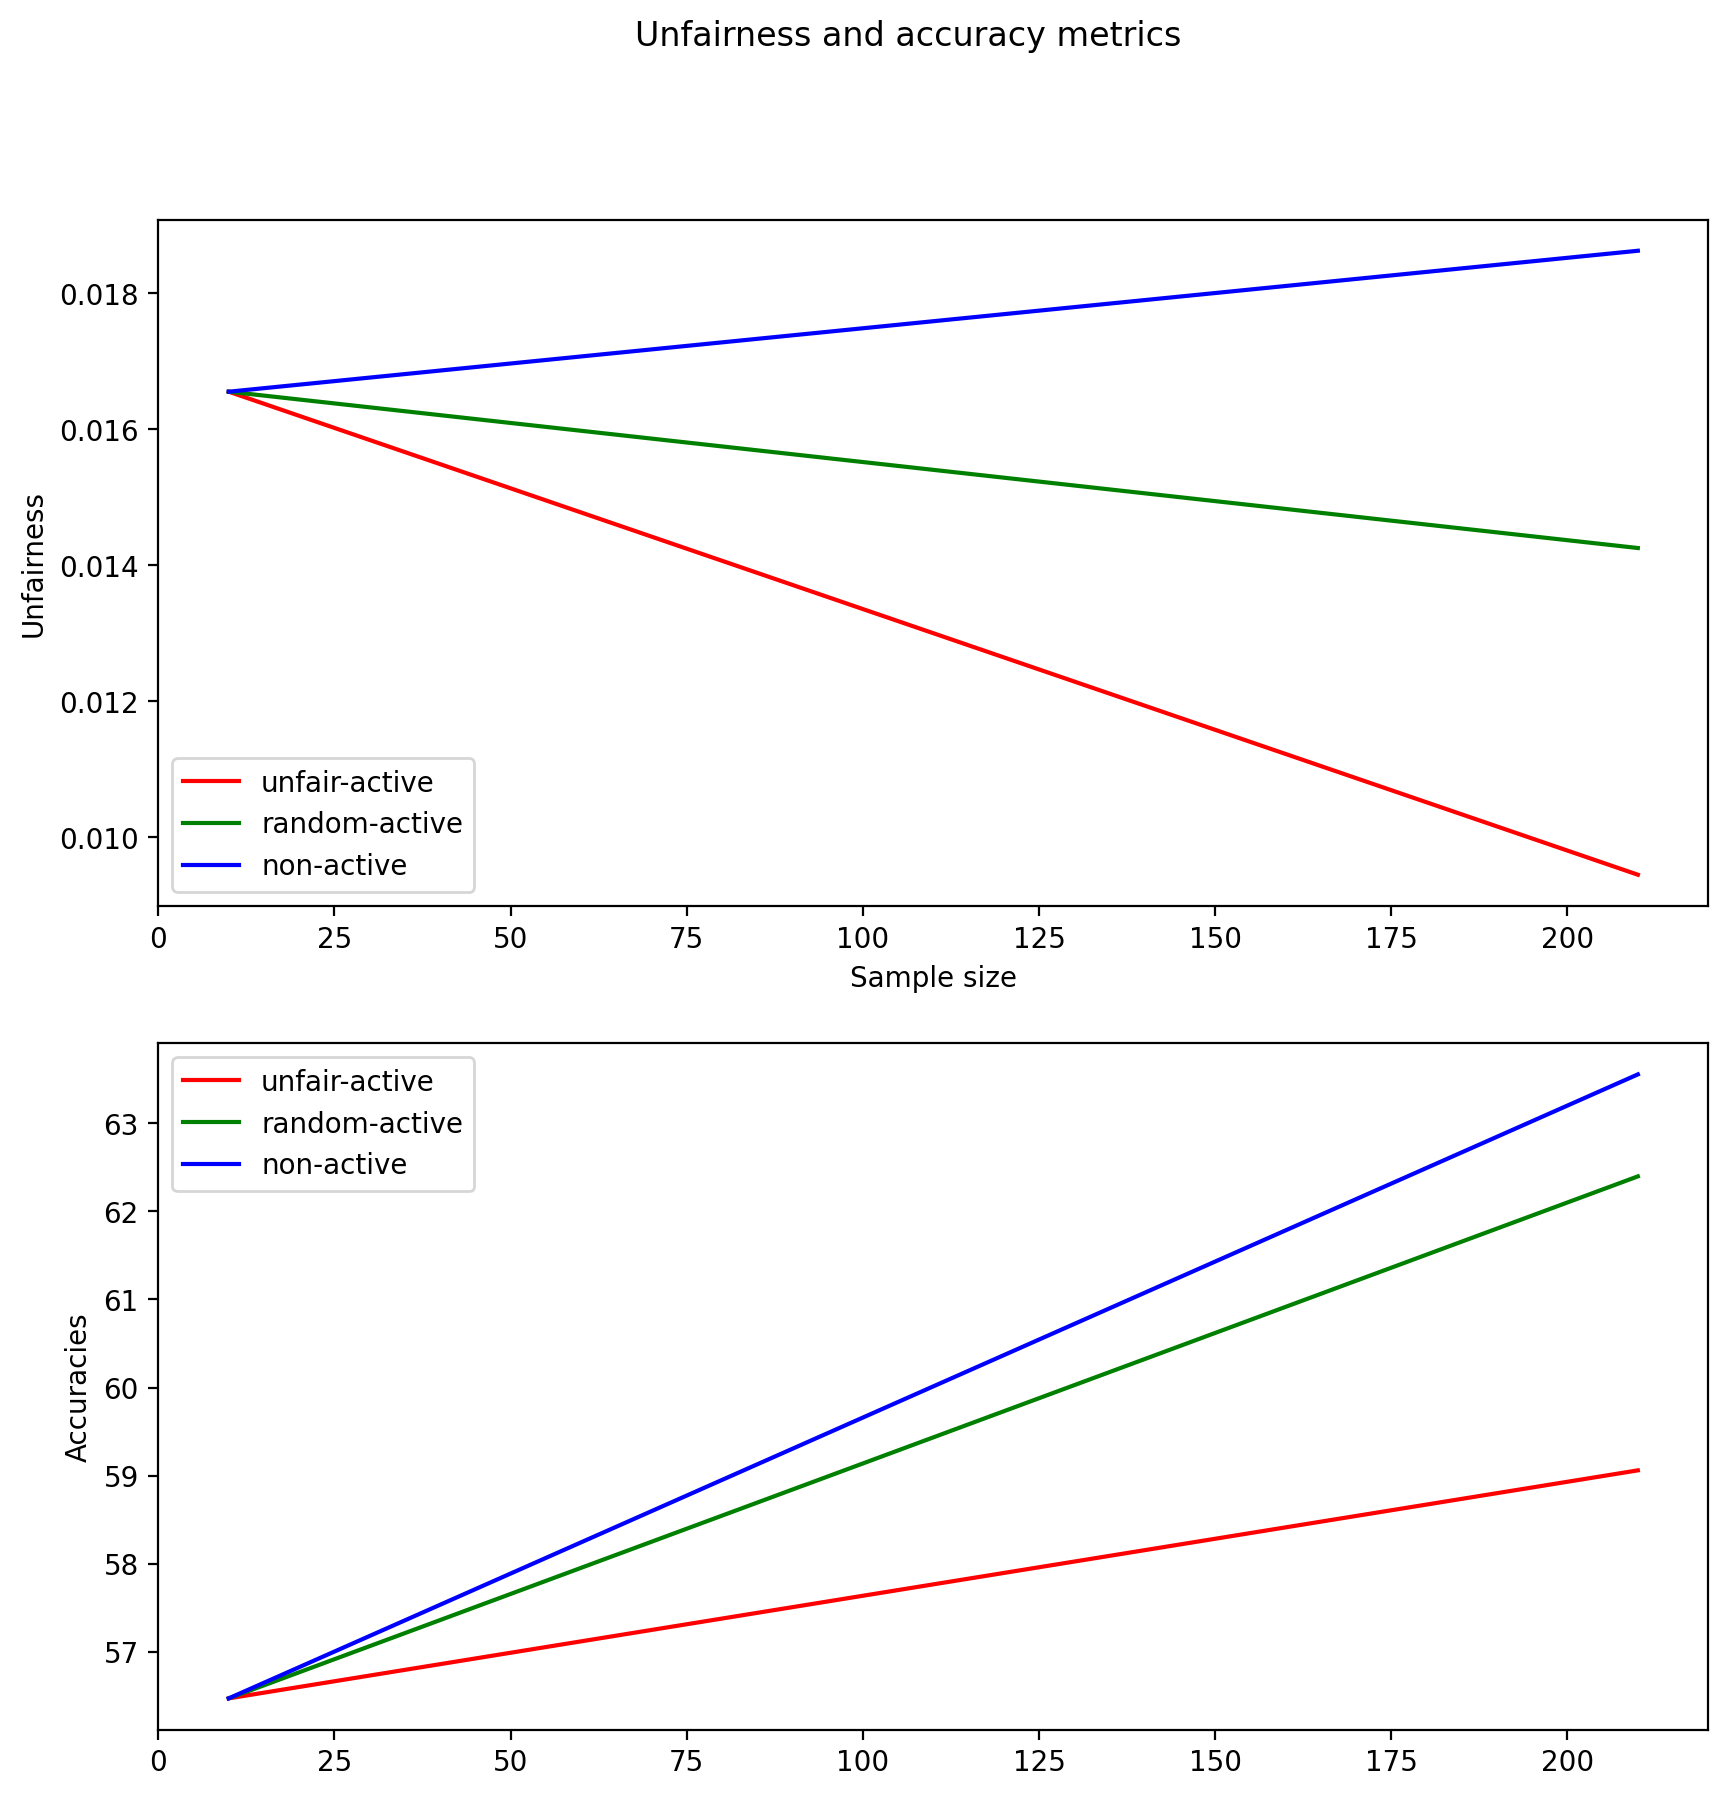 Unfairness and accuracy metrics
0.018
0.016
0.014
0.012
0.010
Unfairness
unfair-active
random-active
non-active
0 25 50 75 100 125 150 175 200
Sample size
63
62
61
60
59
58
57
Accuracies
unfair-active
random-active
non-active
0 25 50 75 100 125 150 175 200